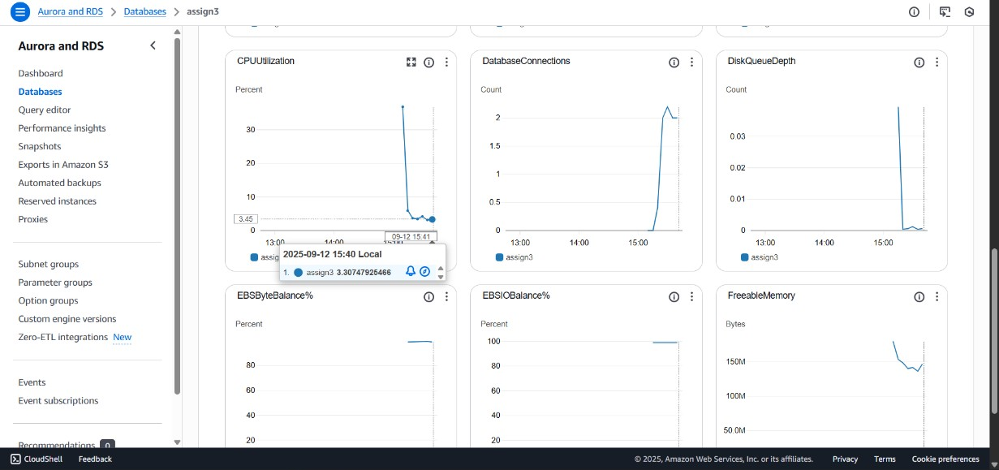 Aurora and RDS > Databases > assign3
Aurora and RDS
Dashboard
Databases
Query editor
Performance insights
Snapshots
Exports in Amazon S3
Automated backups
Reserved instances
Proxies
Subnet groups
Parameter groups
Option groups
Custom engine versions
Zero-ETL integrations New
Events
Event subscriptions
Recommendations 0
CPUUtilization
Percent
30
20
10
3.45
0
13:00
14:00
15:00
09-12 15:41
assig
2025-09-12 15:40 Local
1. assign3 3.30747925466
DatabaseConnections
Count
2
1.5
1
0.5
0
13:00 14:00 15:00
assign3
DiskQueueDepth
Count
0.03
0.02
0.01
0
13:00 14:00 15:00
assign3
EBSByteBalance%
Percent
80
60
40
20
EBSIOBalance%
Percent
100
80
60
40
20
FreeableMemory
Bytes
150M
100M
50.0M
CloudShell Feedback © 2025, Amazon Web Services, Inc. or its affiliates. Privacy Terms Cookie preferences